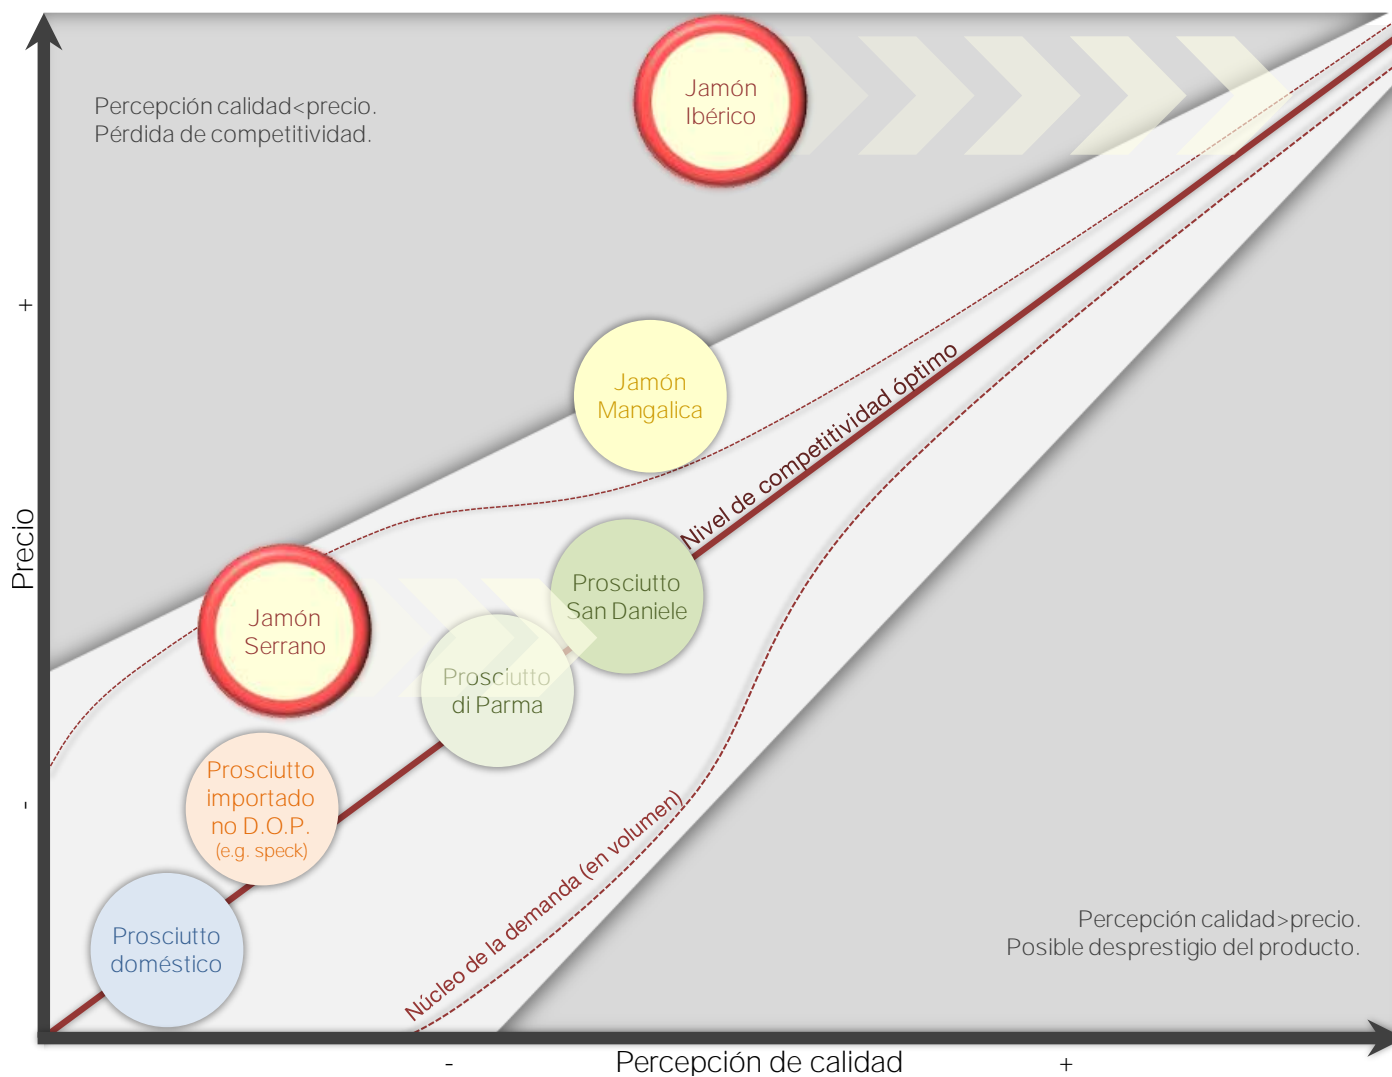 Jamón
Ibérico
Percepción calidad<precio.
Pérdida de competitividad.
+
Jamón
Mangalica
Nivel de competitividad óptimo
Precio
Prosciutto
San Daniele
Jamón
Serrano
Prosciutto
di Parma
Prosciutto
importado
no D.O.P.
(e.g. speck)
-
Núcleo de la demanda (en volumen)
Prosciutto
doméstico
Percepción calidad>precio.
Posible desprestigio del producto.
-
Percepción de calidad
+